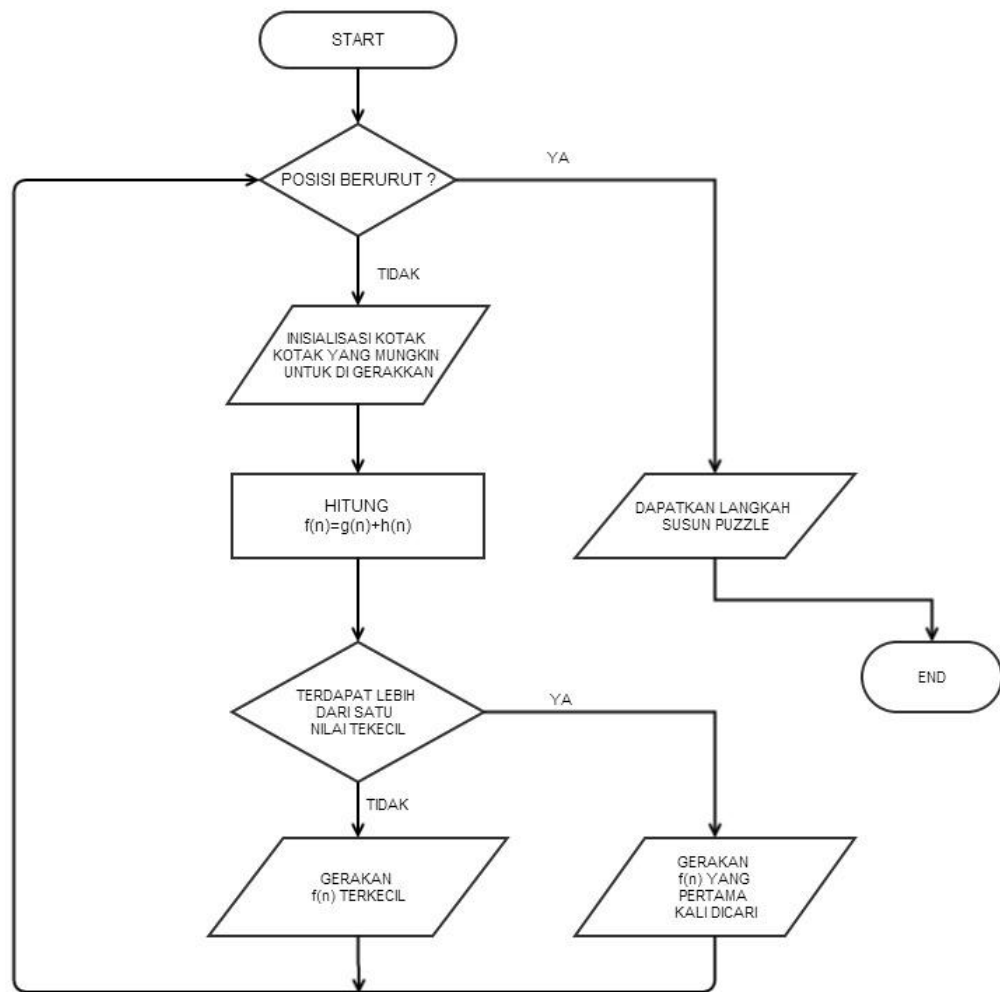 START
POSISI BERURUT ?
YA
TIDAK
INISIALISASI KOTAK
KOTAK YANG MUNGKIN
UNTUK DI GERAKKAN
HITUNG
f(n)=g(n)+h(n)
DAPATKAN LANGKAH
SUSUN PUZZLE
END
TERDAPAT LEBIH
DARI SATU
NILAI TEKECIL
YA
TIDAK
GERAKAN
f(n) TERKECIL
GERAKAN
f(n) YANG
PERTAMA
KALI DICARI